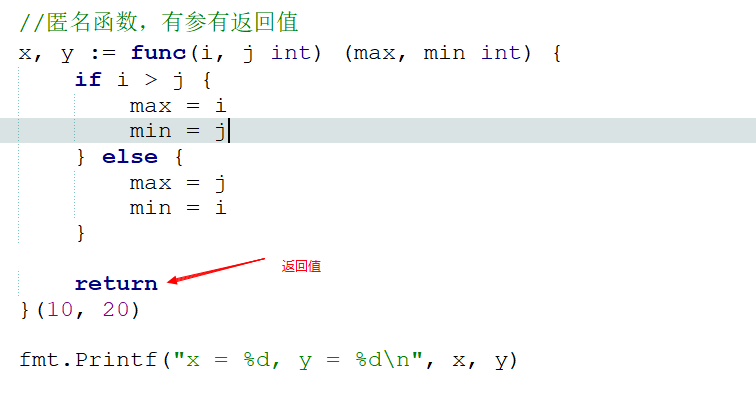 //匿名函数，有参有返回值
x, y := func(i, j int) (max, min int) {
    if i > j {
        max = i
        min = j
    } else {
        max = j
        min = i
    }
    return
返回值
}(10, 20)
fmt.Printf("x = %d, y = %d\n", x, y)